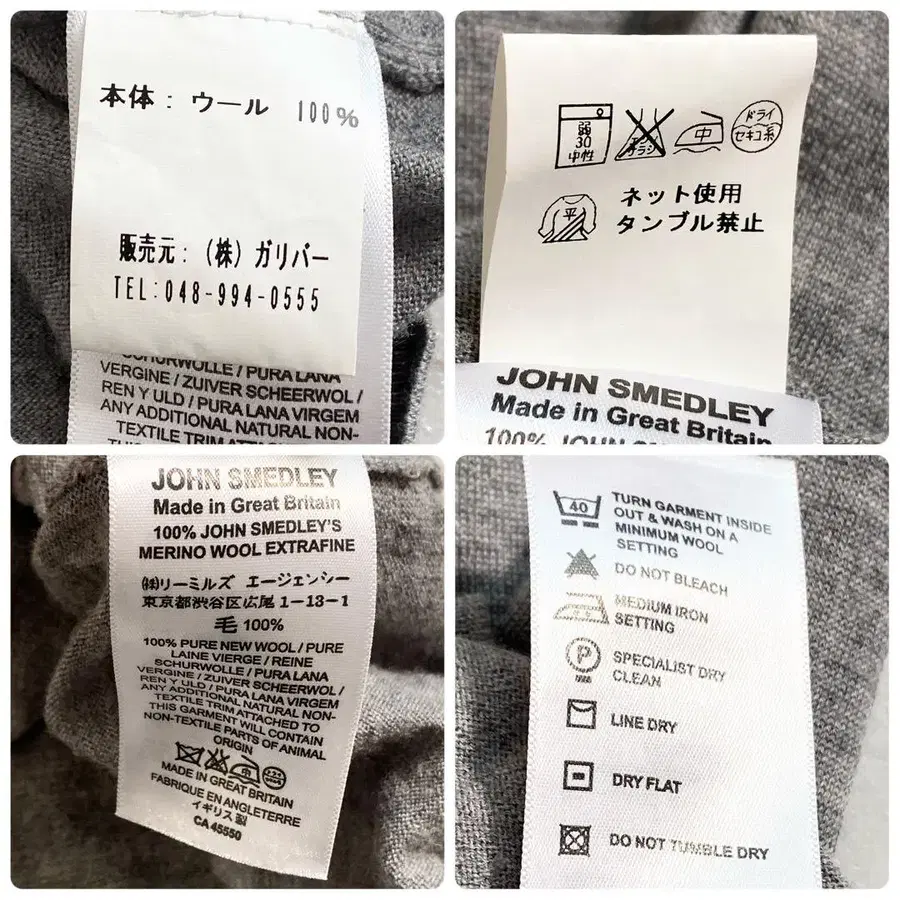 本体：ウール 100%
販売元：（株）ガリバー
TEL:048-994-0555
SCHURWOLLE / PURA LANA
VERGINE / ZUIVER SCHEERWOL /
REN Y ULD / PURA LANA VIRGEM
ANY ADDITIONAL NATURAL NON-
TEXTILE TRIM
弱
30
中性
中
ドライ
セキユ系
平
ネット使用
タンブル禁止
JOHN SMEDLEY
Made in Great Britain
100% JOHN
JOHN SMEDLEY
Made in Great Britain
100% JOHN SMEDLEY'S
MERINO WOOL EXTRAFINE
㈱リーミルズ エージェンシー
東京都渋谷区広尾 1-13-1
毛 100%
100% PURE NEW WOOL / PURE
LAINE VIERGE / REINE
SCHURWOLLE / PURA LANA
VERGINE / ZUIVER SCHEERWOL /
REN Y ULD / PURA LANA VIRGEM
ANY ADDITIONAL NATURAL NON-
TEXTILE TRIM ATTACHED TO
THIS GARMENT WILL CONTAIN
NON-TEXTILE PARTS OF ANIMAL
ORIGIN
MADE IN GREAT BRITAIN
FABRIQUE EN ANGLETERRE
イギリス製
CA 45550
40
TURN GARMENT INSIDE
OUT & WASH ON A
MINIMUM WOOL
SETTING
DO NOT BLEACH
MEDIUM IRON
SETTING
P
SPECIALIST DRY
CLEAN
LINE DRY
DRY FLAT
DO NOT TUMBLE DRY